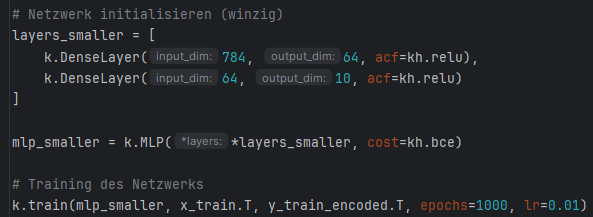 # Netzwerk initialisieren (winzig)
layers_smaller = [
    k.DenseLayer( input_dim: 784,  output_dim: 64, acf=kh.relu),
    k.DenseLayer( input_dim: 64,  output_dim: 10, acf=kh.relu)
]
mlp_smaller = k.MLP( *layers: *layers_smaller, cost=kh.bce)
# Training des Netzwerks
k.train(mlp_smaller, x_train.T, y_train_encoded.T, epochs=1000, lr=0.01)